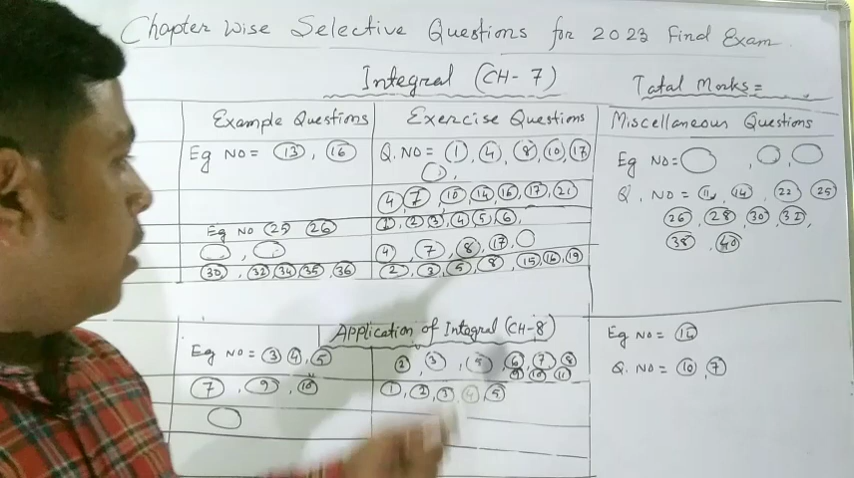 Chapter Wise Selective Questions for 2023 Final Exam
Integral (CH-7)
Tatal Marks=
Example Questions
Exercise Questions
Miscellaneous Questions
Eg NO = 13, 16
Q. NO = 1, 4, 8, 10, 17
Eg NO =
4, 7, 10, 14, 16, 17, 21
Q. NO = 11, 14, 22, 25
Eg NO 25 26
1, 2, 3, 4, 5, 6,
26, 28, 30, 32,
4, 7, 8, 17,
38, 40
30, 32, 34, 35, 36
2, 3, 5, 8, 15, 16, 19
Application of Integral (CH-8)
Eg NO = 3 4, 5
2, 3, 6, 7, 8
9 10 11
Eg NO = 14
7, 9, 10
1, 2, 3, 4, 5
Q. NO = 10, 7